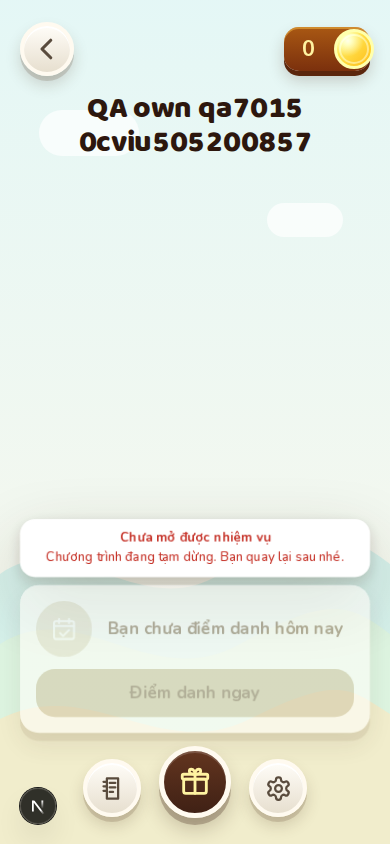 0
QA own qa7015
0cviu505200857
Chưa mở được nhiệm vụ
Chương trình đang tạm dừng. Bạn quay lại sau nhé.
Bạn chưa điểm danh hôm nay
Điểm danh ngay
N